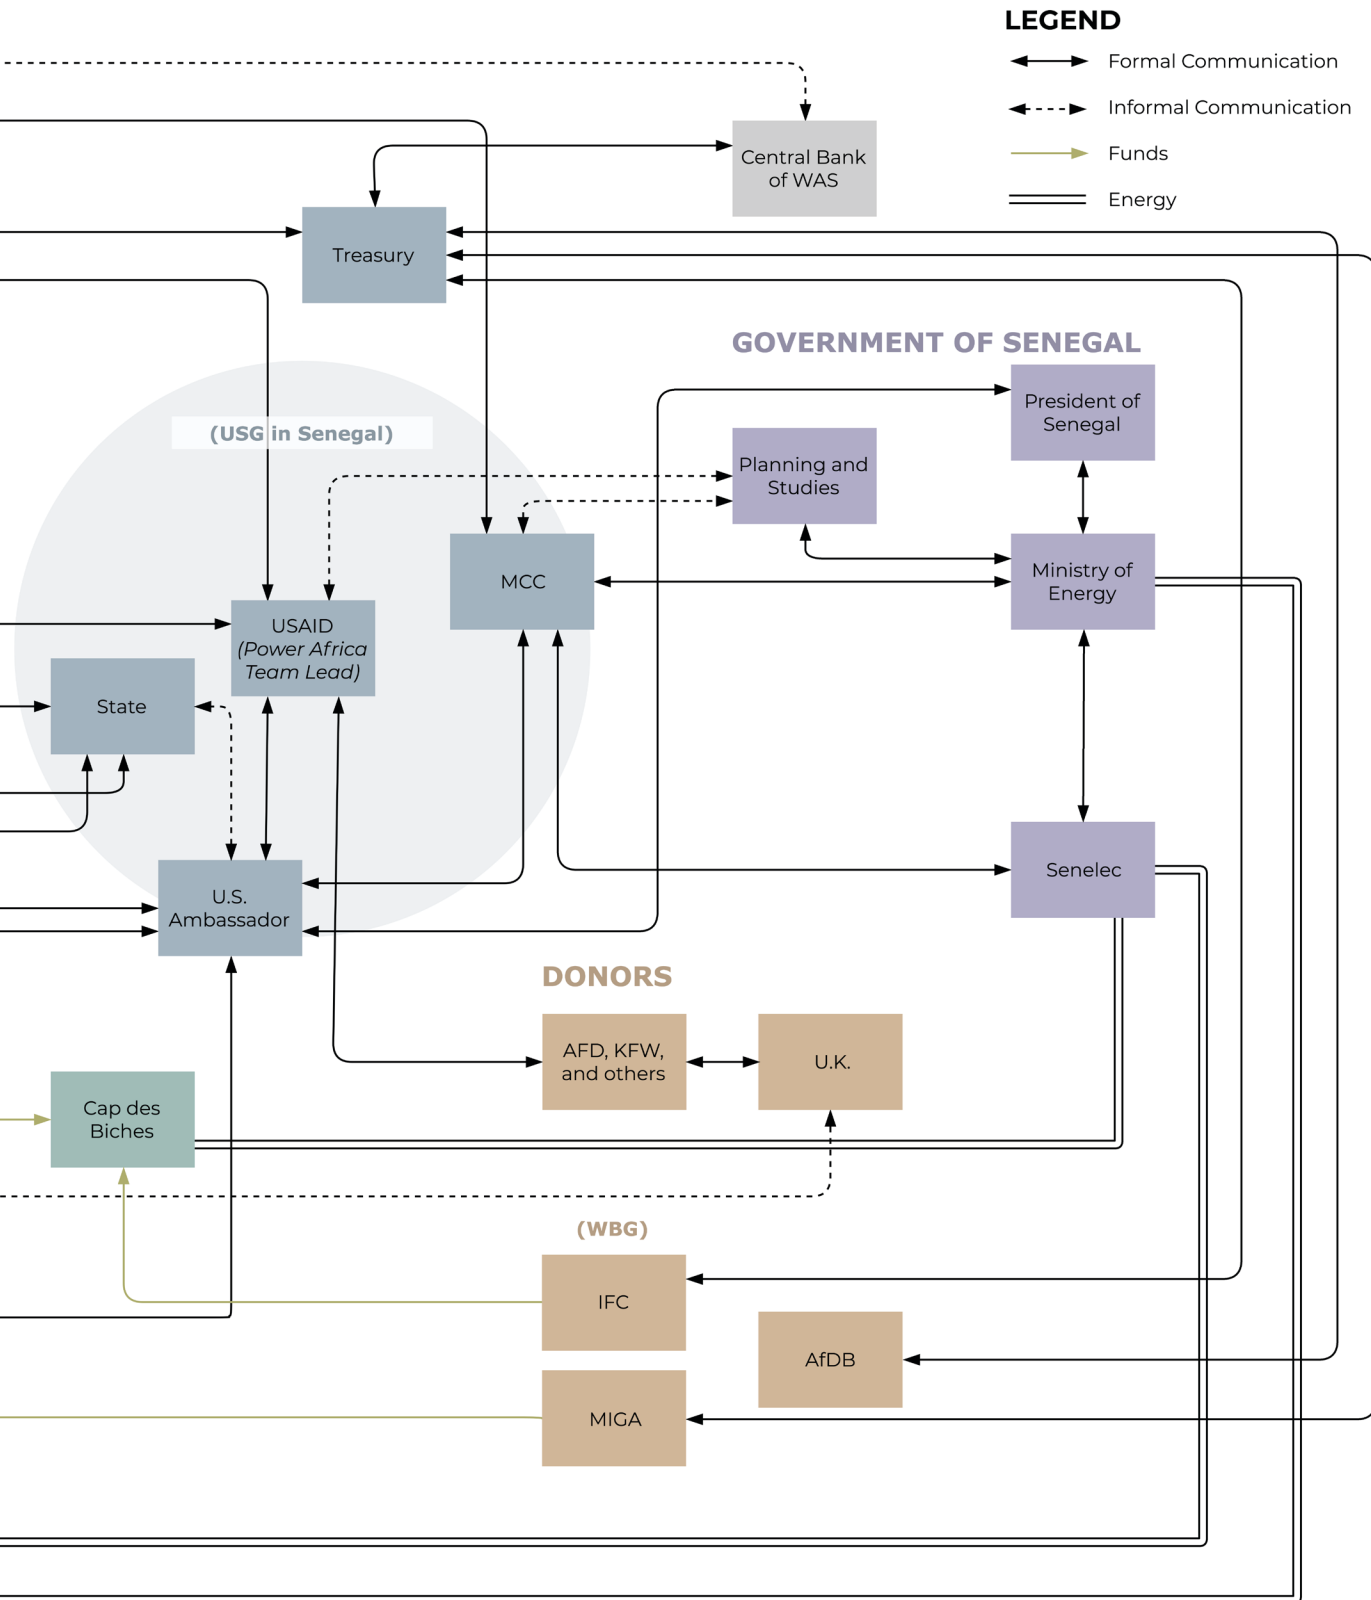 LEGEND
Formal Communication
Informal Communication
Funds
Energy
Central Bank
of WAS
Treasury
GOVERNMENT OF SENEGAL
President of
Senegal
(USG in Senegal)
Planning and
Studies
MCC
Ministry of
Energy
USAID
(Power Africa
Team Lead)
State
Senelec
U.S.
Ambassador
DONORS
AFD, KFW,
and others
U.K.
Cap des
Biches
(WBG)
IFC
AfDB
MIGA